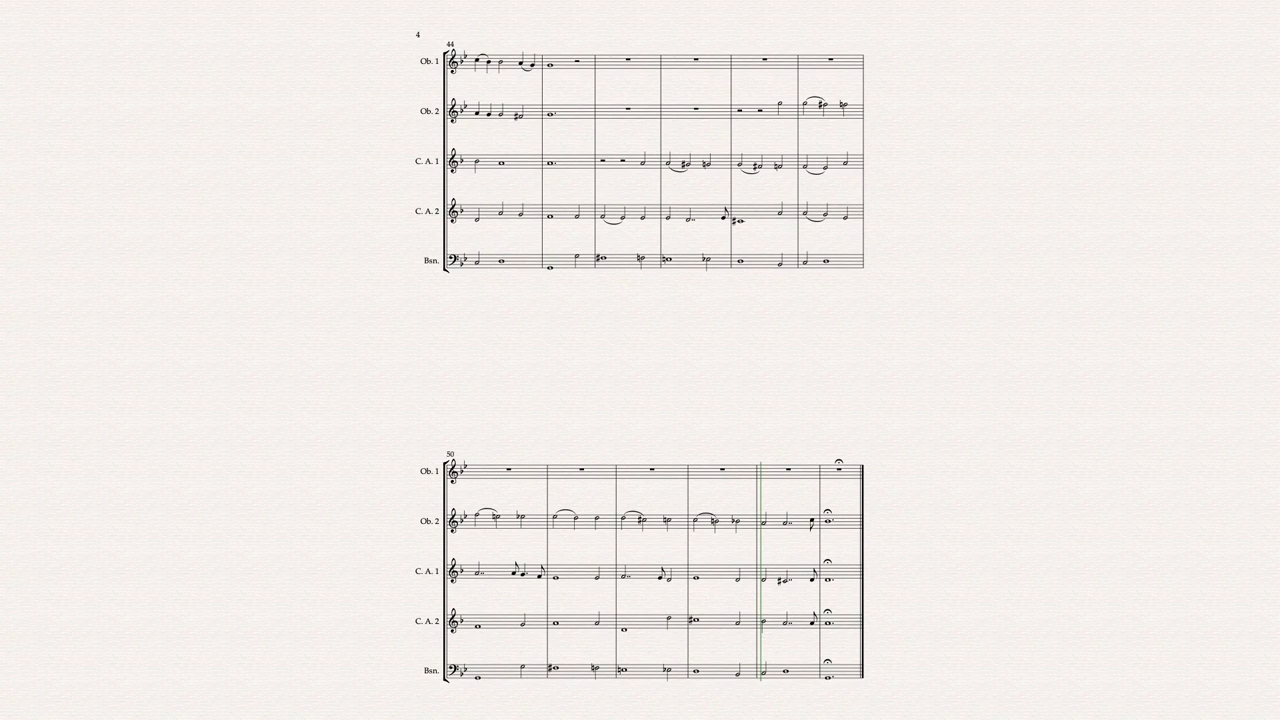 4
44
Ob. 1
Ob. 2
C. A. 1
C. A. 2
Bsn.
50
Ob. 1
Ob. 2
C. A. 1
C. A. 2
Bsn.